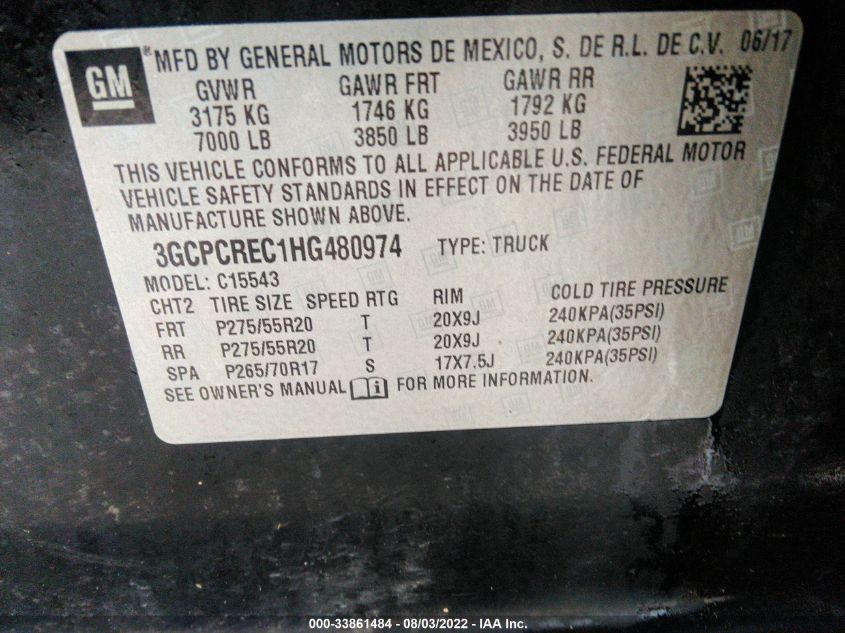 GM ® MFD BY GENERAL MOTORS DE MEXICO, S. DE R.L. DE C.V. 06/17
GVWR GAWR FRT GAWR RR
3175 KG 1746 KG 1792 KG
7000 LB 3850 LB 3950 LB
THIS VEHICLE CONFORMS TO ALL APPLICABLE U.S. FEDERAL MOTOR
VEHICLE SAFETY STANDARDS IN EFFECT ON THE DATE OF
MANUFACTURE SHOWN ABOVE.
3GCPCREC1HG480974 TYPE: TRUCK
MODEL: C15543
CHT2 TIRE SIZE SPEED RTG RIM COLD TIRE PRESSURE
FRT P275/55R20 T 20X9J 240KPA(35PSI)
RR P275/55R20 T 20X9J 240KPA(35PSI)
SPA P265/70R17 S 17X7.5J 240KPA(35PSI)
SEE OWNER'S MANUAL i FOR MORE INFORMATION.
000-33861484 - 08/03/2022 - IAA Inc.